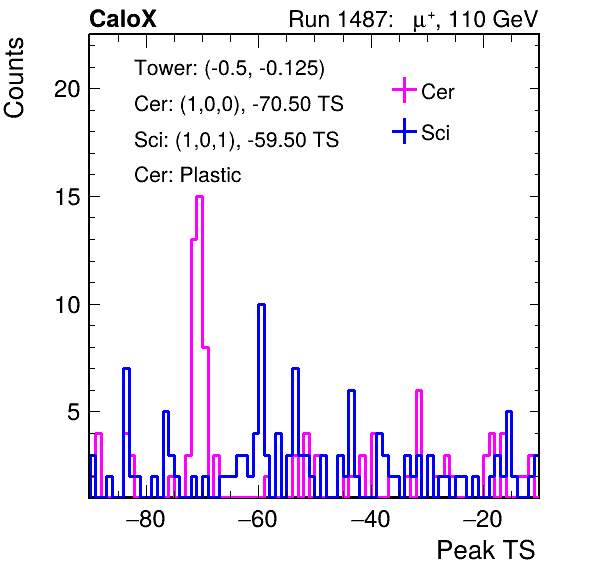 CaloX Run 1487: μ⁺, 110 GeV
Counts
Tower: (-0.5, -0.125)
Cer: (1,0,0), -70.50 TS
Sci: (1,0,1), -59.50 TS
Cer: Plastic
Cer
Sci
20
15
10
5
−80 −60 −40 −20
Peak TS